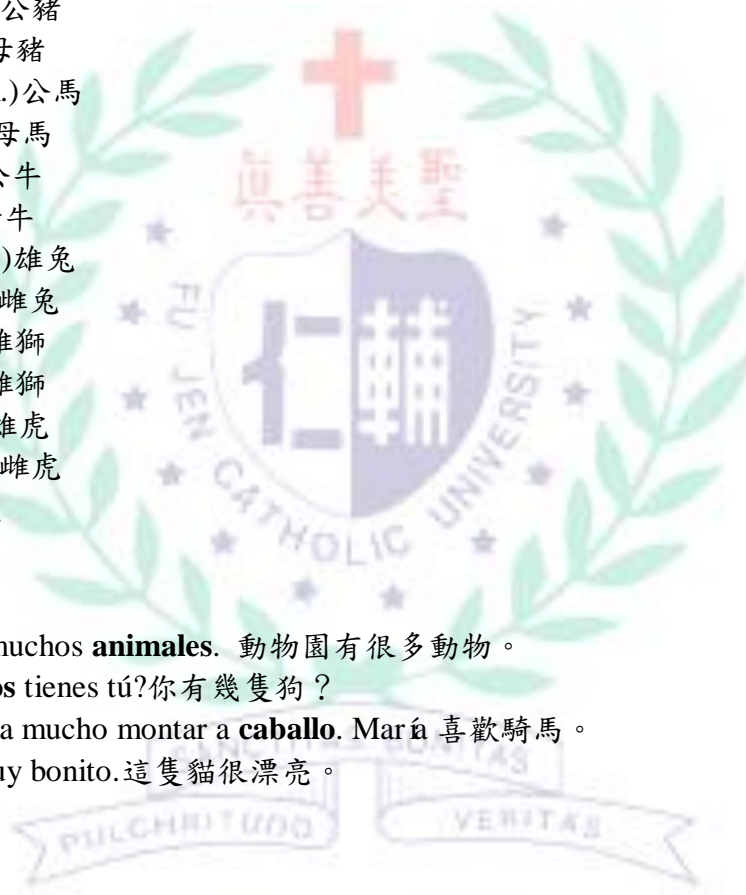 公豬
母豬
.)公馬
母馬
公牛
牛
)雄兔
雌兔
雄獅
雄獅
雄虎
雌虎
真善美聖
FU JEN CATHOLIC UNIVERSITY
仁輔
muchos animales. 動物園有很多動物。
os tienes tú?你有幾隻狗？
a mucho montar a caballo. María 喜歡騎馬。
uy bonito.這隻貓很漂亮。
SANCTITAS BONITAS
PULCHRITUDO VERITAS